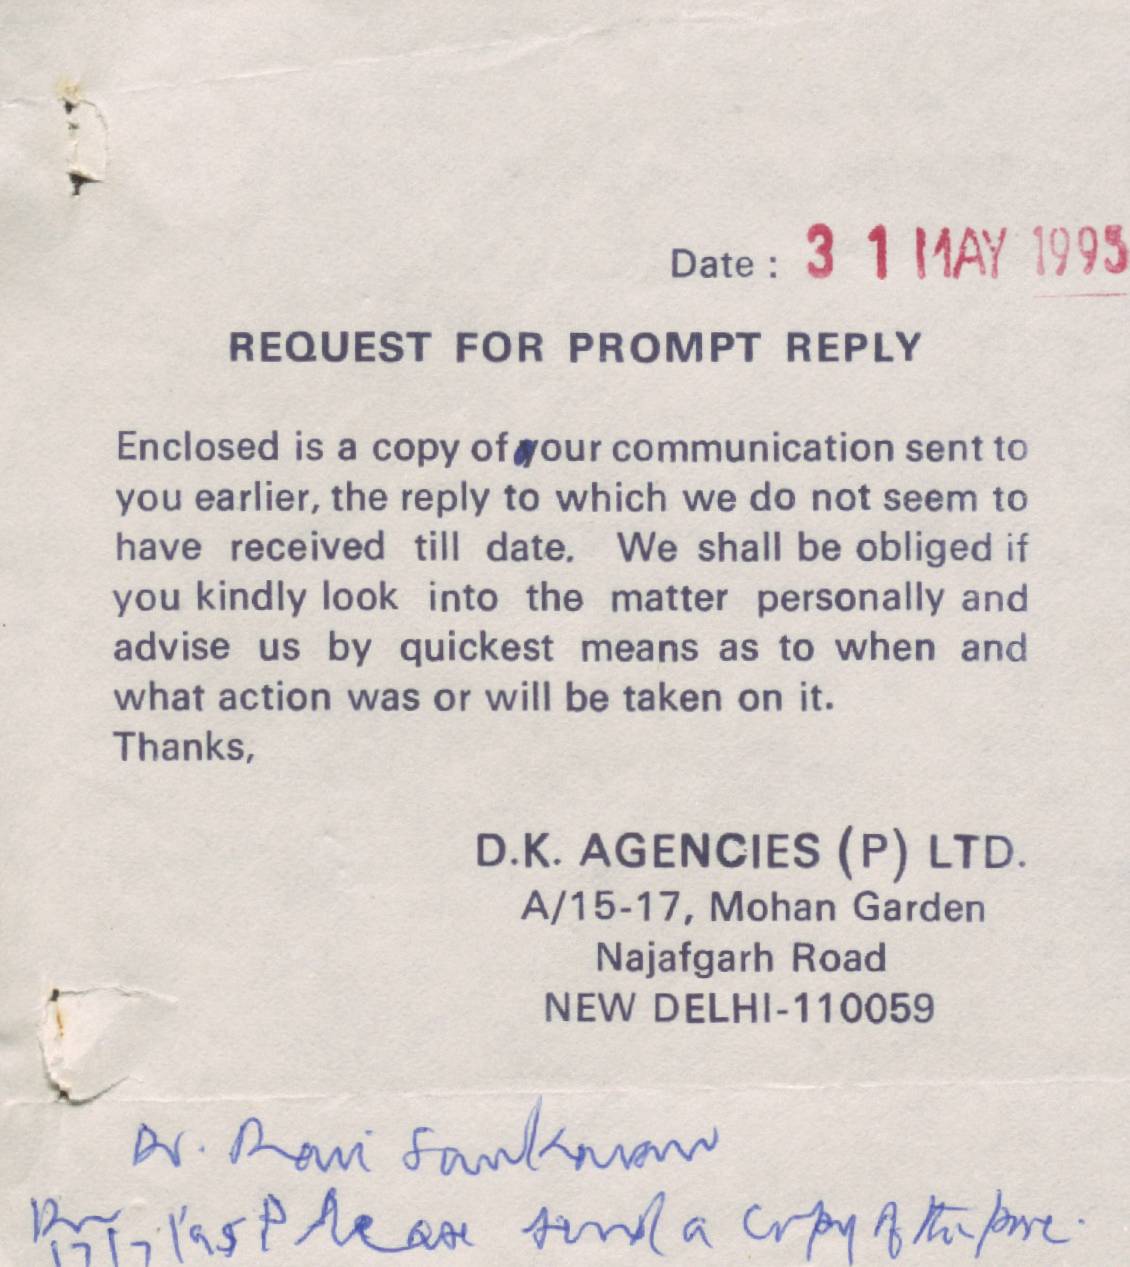 Date : 31 MAY 1995
REQUEST FOR PROMPT REPLY
Enclosed is a copy of our communication sent to
you earlier, the reply to which we do not seem to
have received till date. We shall be obliged if
you kindly look into the matter personally and
advise us by quickest means as to when and
what action was or will be taken on it.
Thanks,
D.K. AGENCIES (P) LTD.
A/15-17, Mohan Garden
Najafgarh Road
NEW DELHI-110059
Dr. Ravi Sankaran
Please send a copy of the
17/7/95